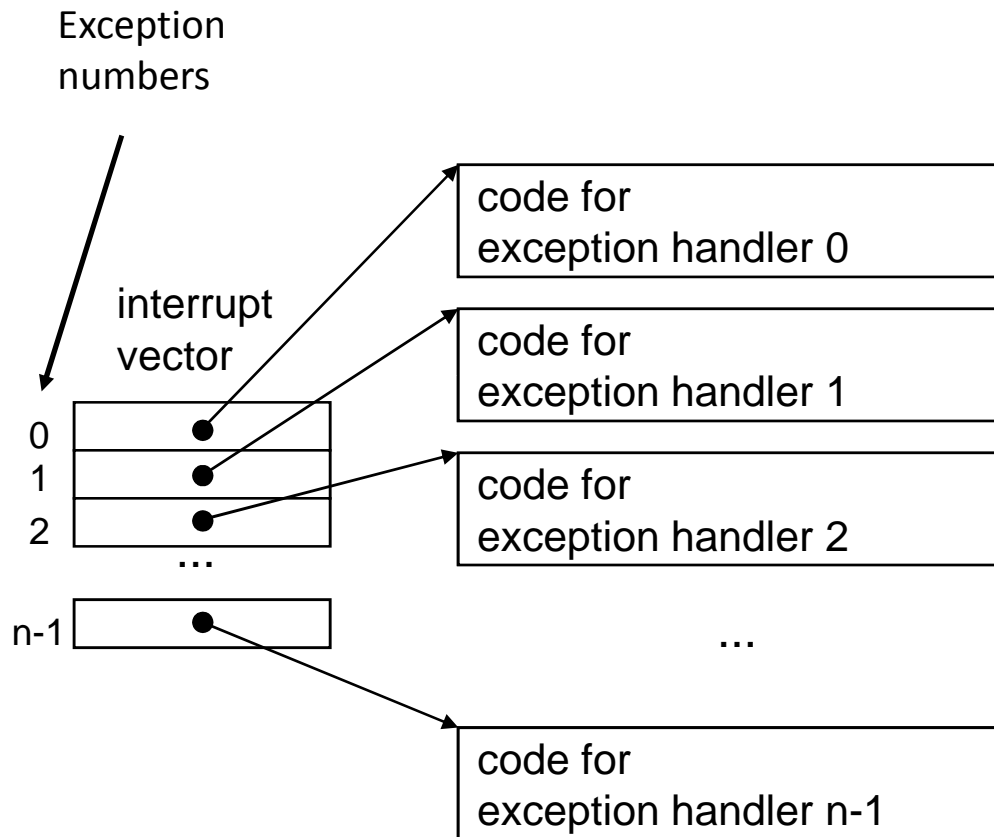 Exception
numbers
interrupt
vector
0
1
2
...
n-1
code for
exception handler 0
code for
exception handler 1
code for
exception handler 2
...
code for
exception handler n-1